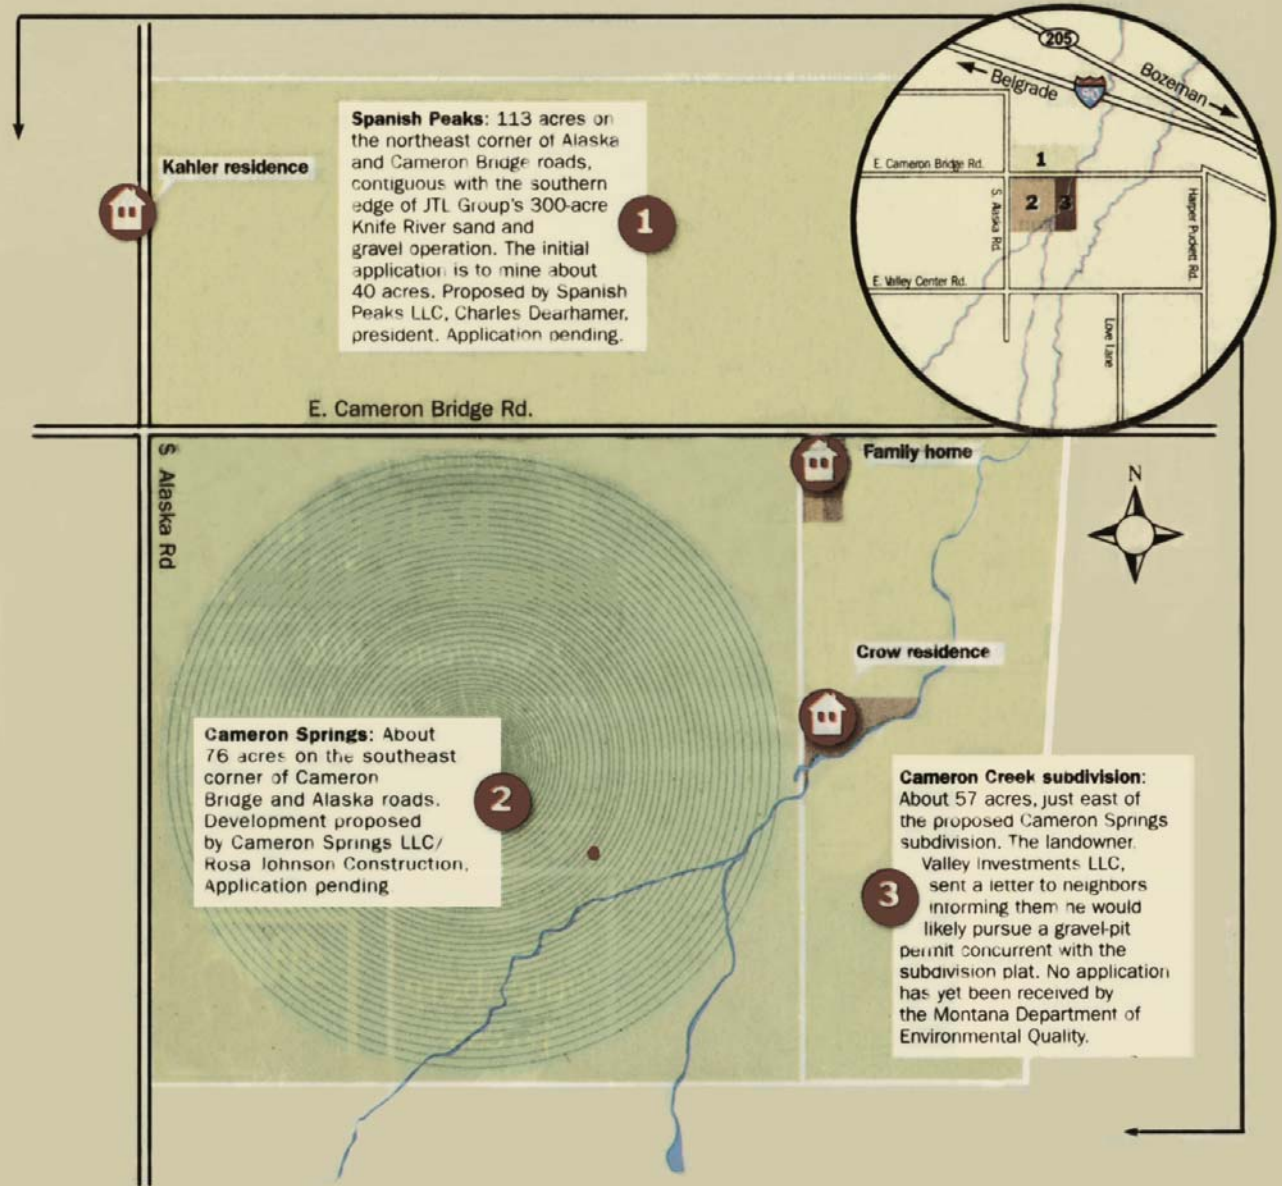 Kahler residence
Spanish Peaks: 113 acres on
the northeast corner of Alaska
and Cameron Bridge roads,
contiguous with the southern
edge of JTL Group's 300-acre
Knife River sand and
gravel operation. The initial
application is to mine about
40 acres. Proposed by Spanish
Peaks LLC, Charles Dearhamer,
president. Application pending.
1
205
Belgrade
90
Bozeman
E. Cameron Bridge Rd.
1
2
3
S. Alaska Rd.
Harper Puckett Rd.
E. Valley Center Rd.
Love Lane
E. Cameron Bridge Rd.
S Alaska Rd
Family home
N
Crow residence
Cameron Springs: About
76 acres on the southeast
corner of Cameron
Bridge and Alaska roads.
Development proposed
by Cameron Springs LLC/
Rosa Johnson Construction.
Application pending
2
Cameron Creek subdivision:
About 57 acres, just east of
the proposed Cameron Springs
subdivision. The landowner.
Valley Investments LLC,
sent a letter to neighbors
informing them he would
likely pursue a gravel-pit
permit concurrent with the
subdivision plat. No application
has yet been received by
the Montana Department of
Environmental Quality.
3